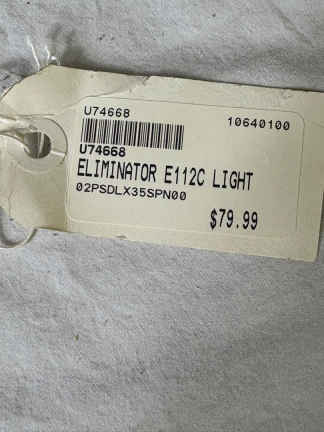 U74668 10640100
U74668
ELIMINATOR E112C LIGHT
02PSDLX35SPN00
$79.99